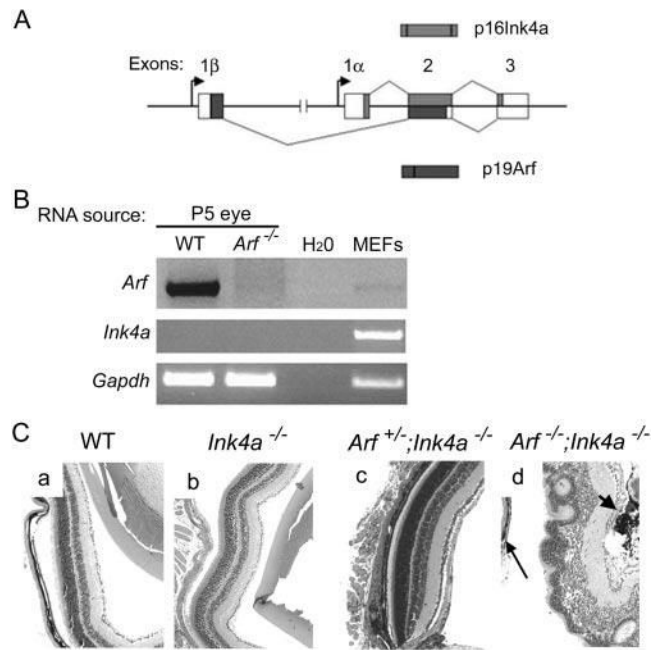 A
p16Ink4a
Exons: 1β 1α 2 3
p19Arf
B
RNA source: P5 eye
WT Arf -/- H20 MEFs
Arf
Ink4a
Gapdh
C WT Ink4a -/- Arf +/-;Ink4a -/- Arf -/-;Ink4a -/-
a b c d